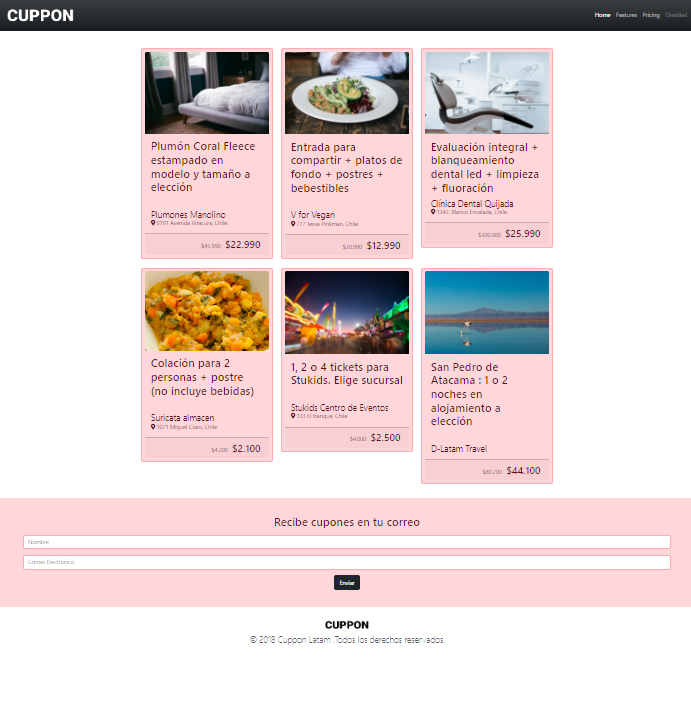 CUPPON
Home Features Pricing Disabled
Plumón Coral Fleece
estampado en
modelo y tamaño a
elección
Plumones Manolino
9191 Avenida Vitacura, Chile.
$45.990 $22.990
Entrada para
compartir + platos de
fondo + postres +
bebestibles
V for Vegan
777 Jesse Pinkman, Chile
$30.990 $12.990
Evaluación integral +
blanqueamiento
dental led + limpieza
+ fluoración
Clínica Dental Quijada
1342, Blanco Encalada, Chile.
$300.000 $25.990
Colación para 2
personas + postre
(no incluye bebidas)
Suricata almacen
1071 Miguel Claro, Chile.
$4.200 $2.100
1, 2 o 4 tickets para
Stukids. Elige sucursal
Stukids Centro de Eventos
133 El tranque, Chile
$4.000 $2.500
San Pedro de
Atacama : 1 o 2
noches en
alojamiento a
elección
D-Latam Travel
$80.200 $44.100
Recibe cupones en tu correo
Nombre
Correo Electronico
Enviar
CUPPON
© 2018 Cuppon Latam .Todos los derechos reservados.